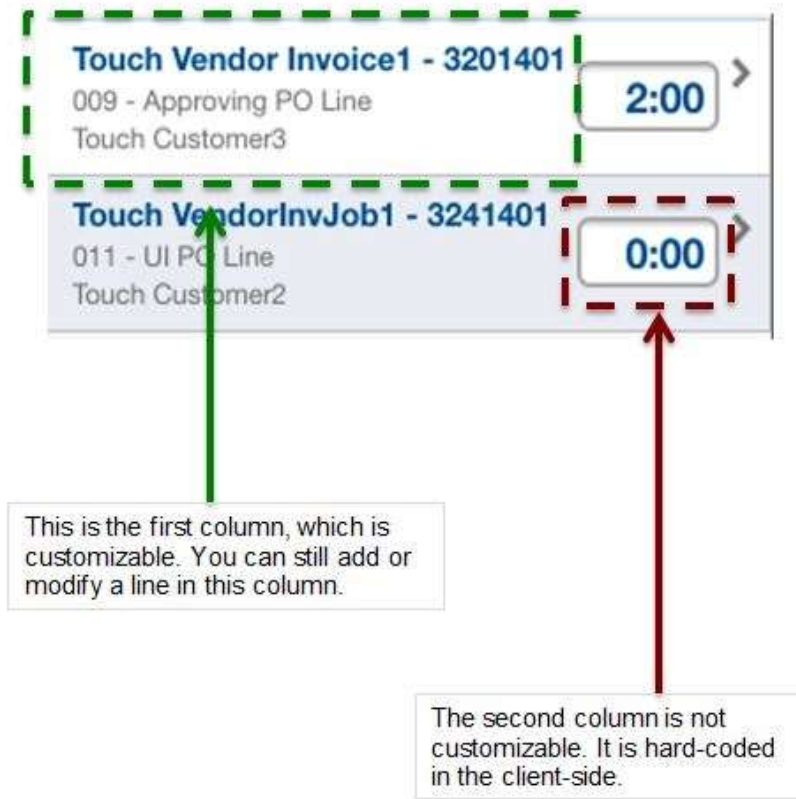 Touch Vendor Invoice1 - 3201401
009 - Approving PO Line
Touch Customer3
2:00
Touch VendorInvJob1 - 3241401
011 - UI PO Line
Touch Customer2
0:00
This is the first column, which is
customizable. You can still add or
modify a line in this column.
The second column is not
customizable. It is hard-coded
in the client-side.